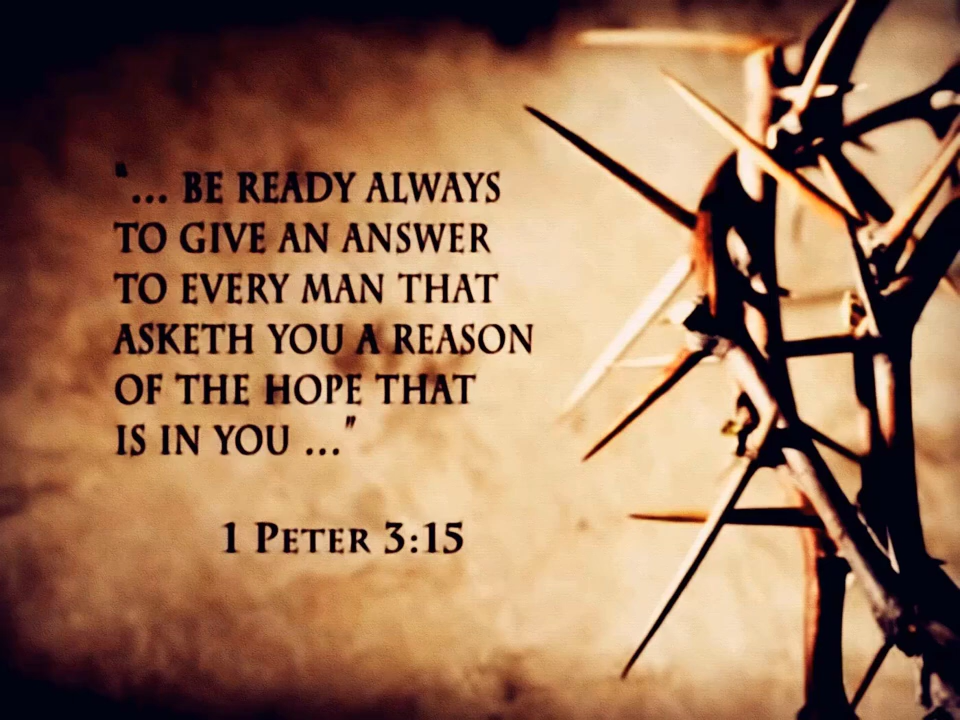 "... BE READY ALWAYS
TO GIVE AN ANSWER
TO EVERY MAN THAT
ASKETH YOU A REASON
OF THE HOPE THAT
IS IN YOU ..."
1 PETER 3:15